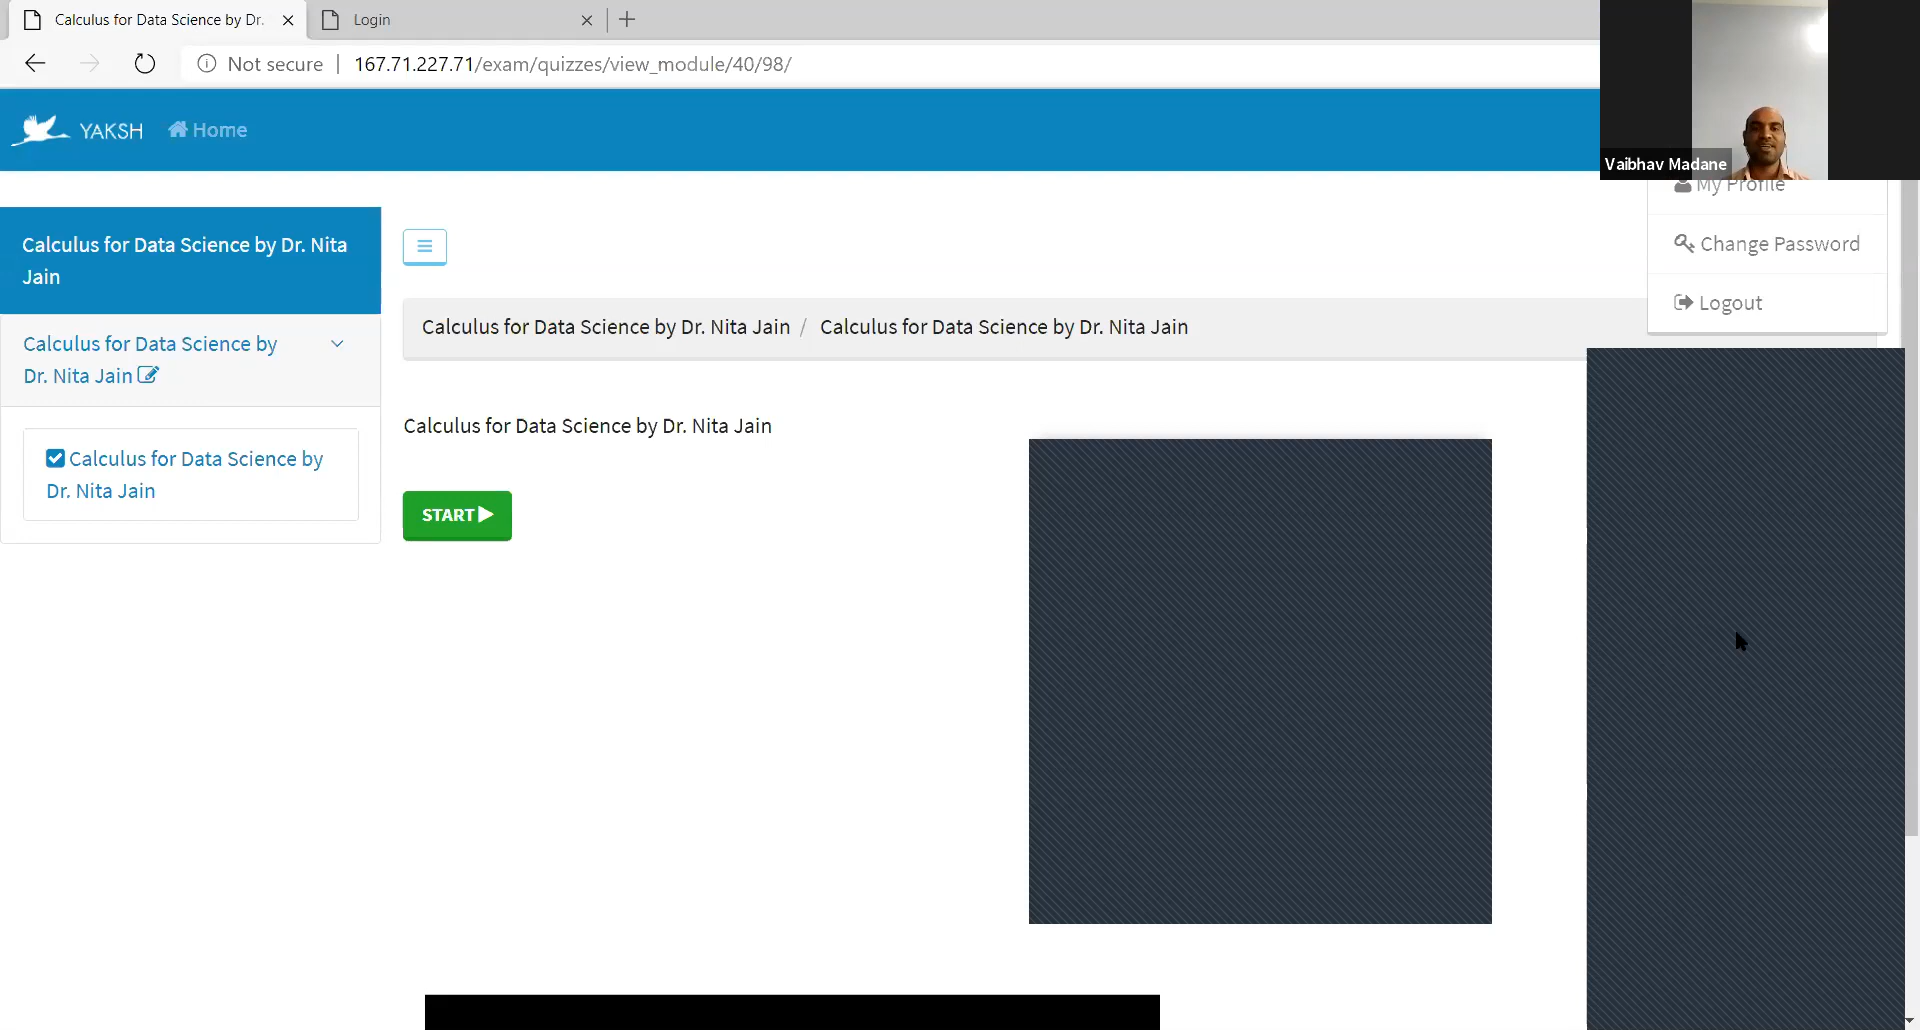 Calculus for Data Science by Dr.
Login
Not secure | 167.71.227.71/exam/quizzes/view_module/40/98/
YAKSH Home
Vaibhav Madane
My Profile
Change Password
Logout
Calculus for Data Science by Dr. Nita
Jain
Calculus for Data Science by Dr. Nita Jain / Calculus for Data Science by Dr. Nita Jain
Calculus for Data Science by
Dr. Nita Jain
Calculus for Data Science by Dr. Nita Jain
Calculus for Data Science by
Dr. Nita Jain
START